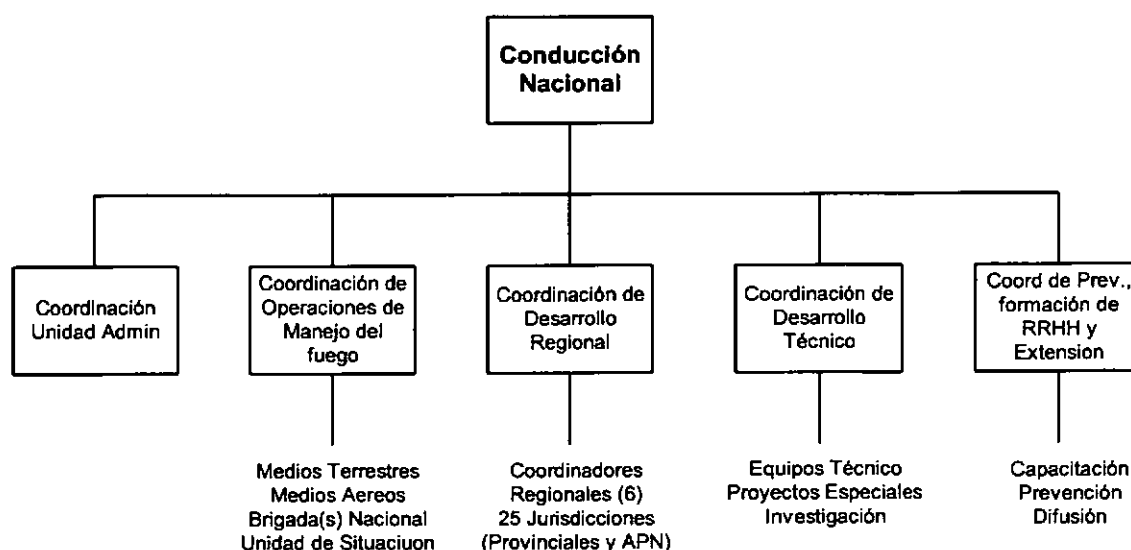 Conducción
Nacional
Coordinación
Unidad Admin
Coordinación de
Operaciones de
Manejo del
fuego
Coordinación de
Desarrollo
Regional
Coordinación de
Desarrollo
Técnico
Coord de Prev.,
formación de
RRHH y
Extension
Medios Terrestres
Medios Aereos
Brigada(s) Nacional
Unidad de Situaciuon
Coordinadores
Regionales (6)
25 Jurisdicciones
(Provinciales y APN)
Equipos Técnico
Proyectos Especiales
Investigación
Capacitación
Prevención
Difusión